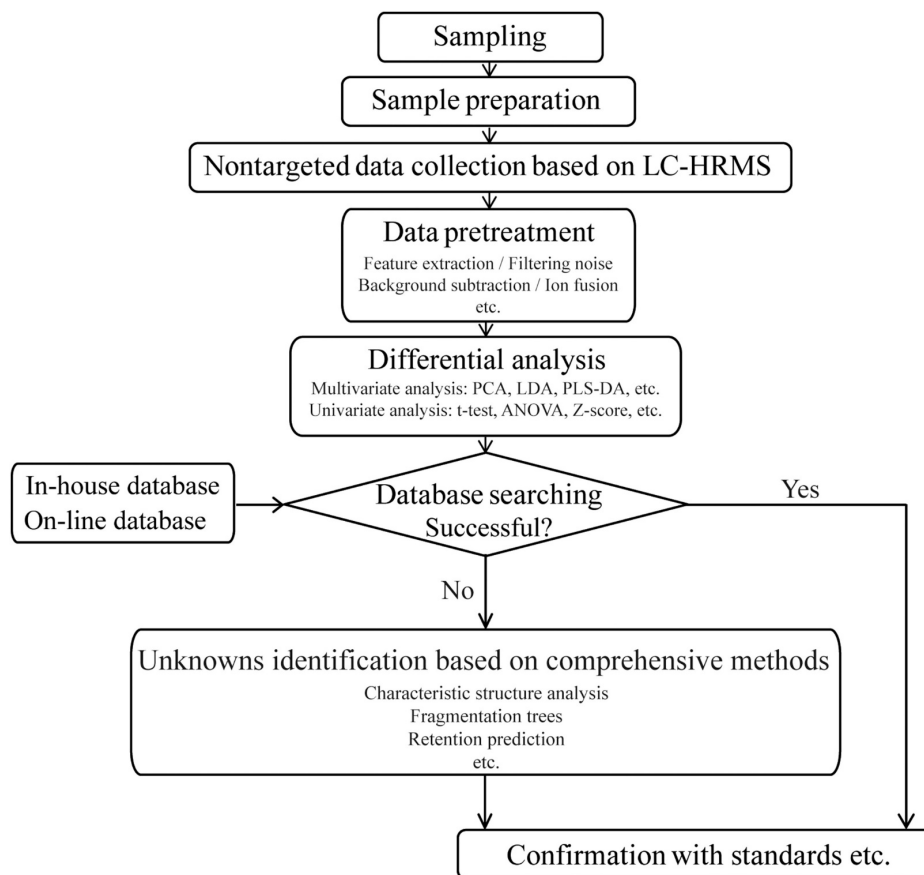 Sampling
Sample preparation
Nontargeted data collection based on LC-HRMS
Data pretreatment
Feature extraction / Filtering noise
Background subtraction / Ion fusion
etc.
Differential analysis
Multivariate analysis: PCA, LDA, PLS-DA, etc.
Univariate analysis: t-test, ANOVA, Z-score, etc.
In-house database
On-line database
Database searching
Successful?
Yes
No
Unknowns identification based on comprehensive methods
Characteristic structure analysis
Fragmentation trees
Retention prediction
etc.
Confirmation with standards etc.